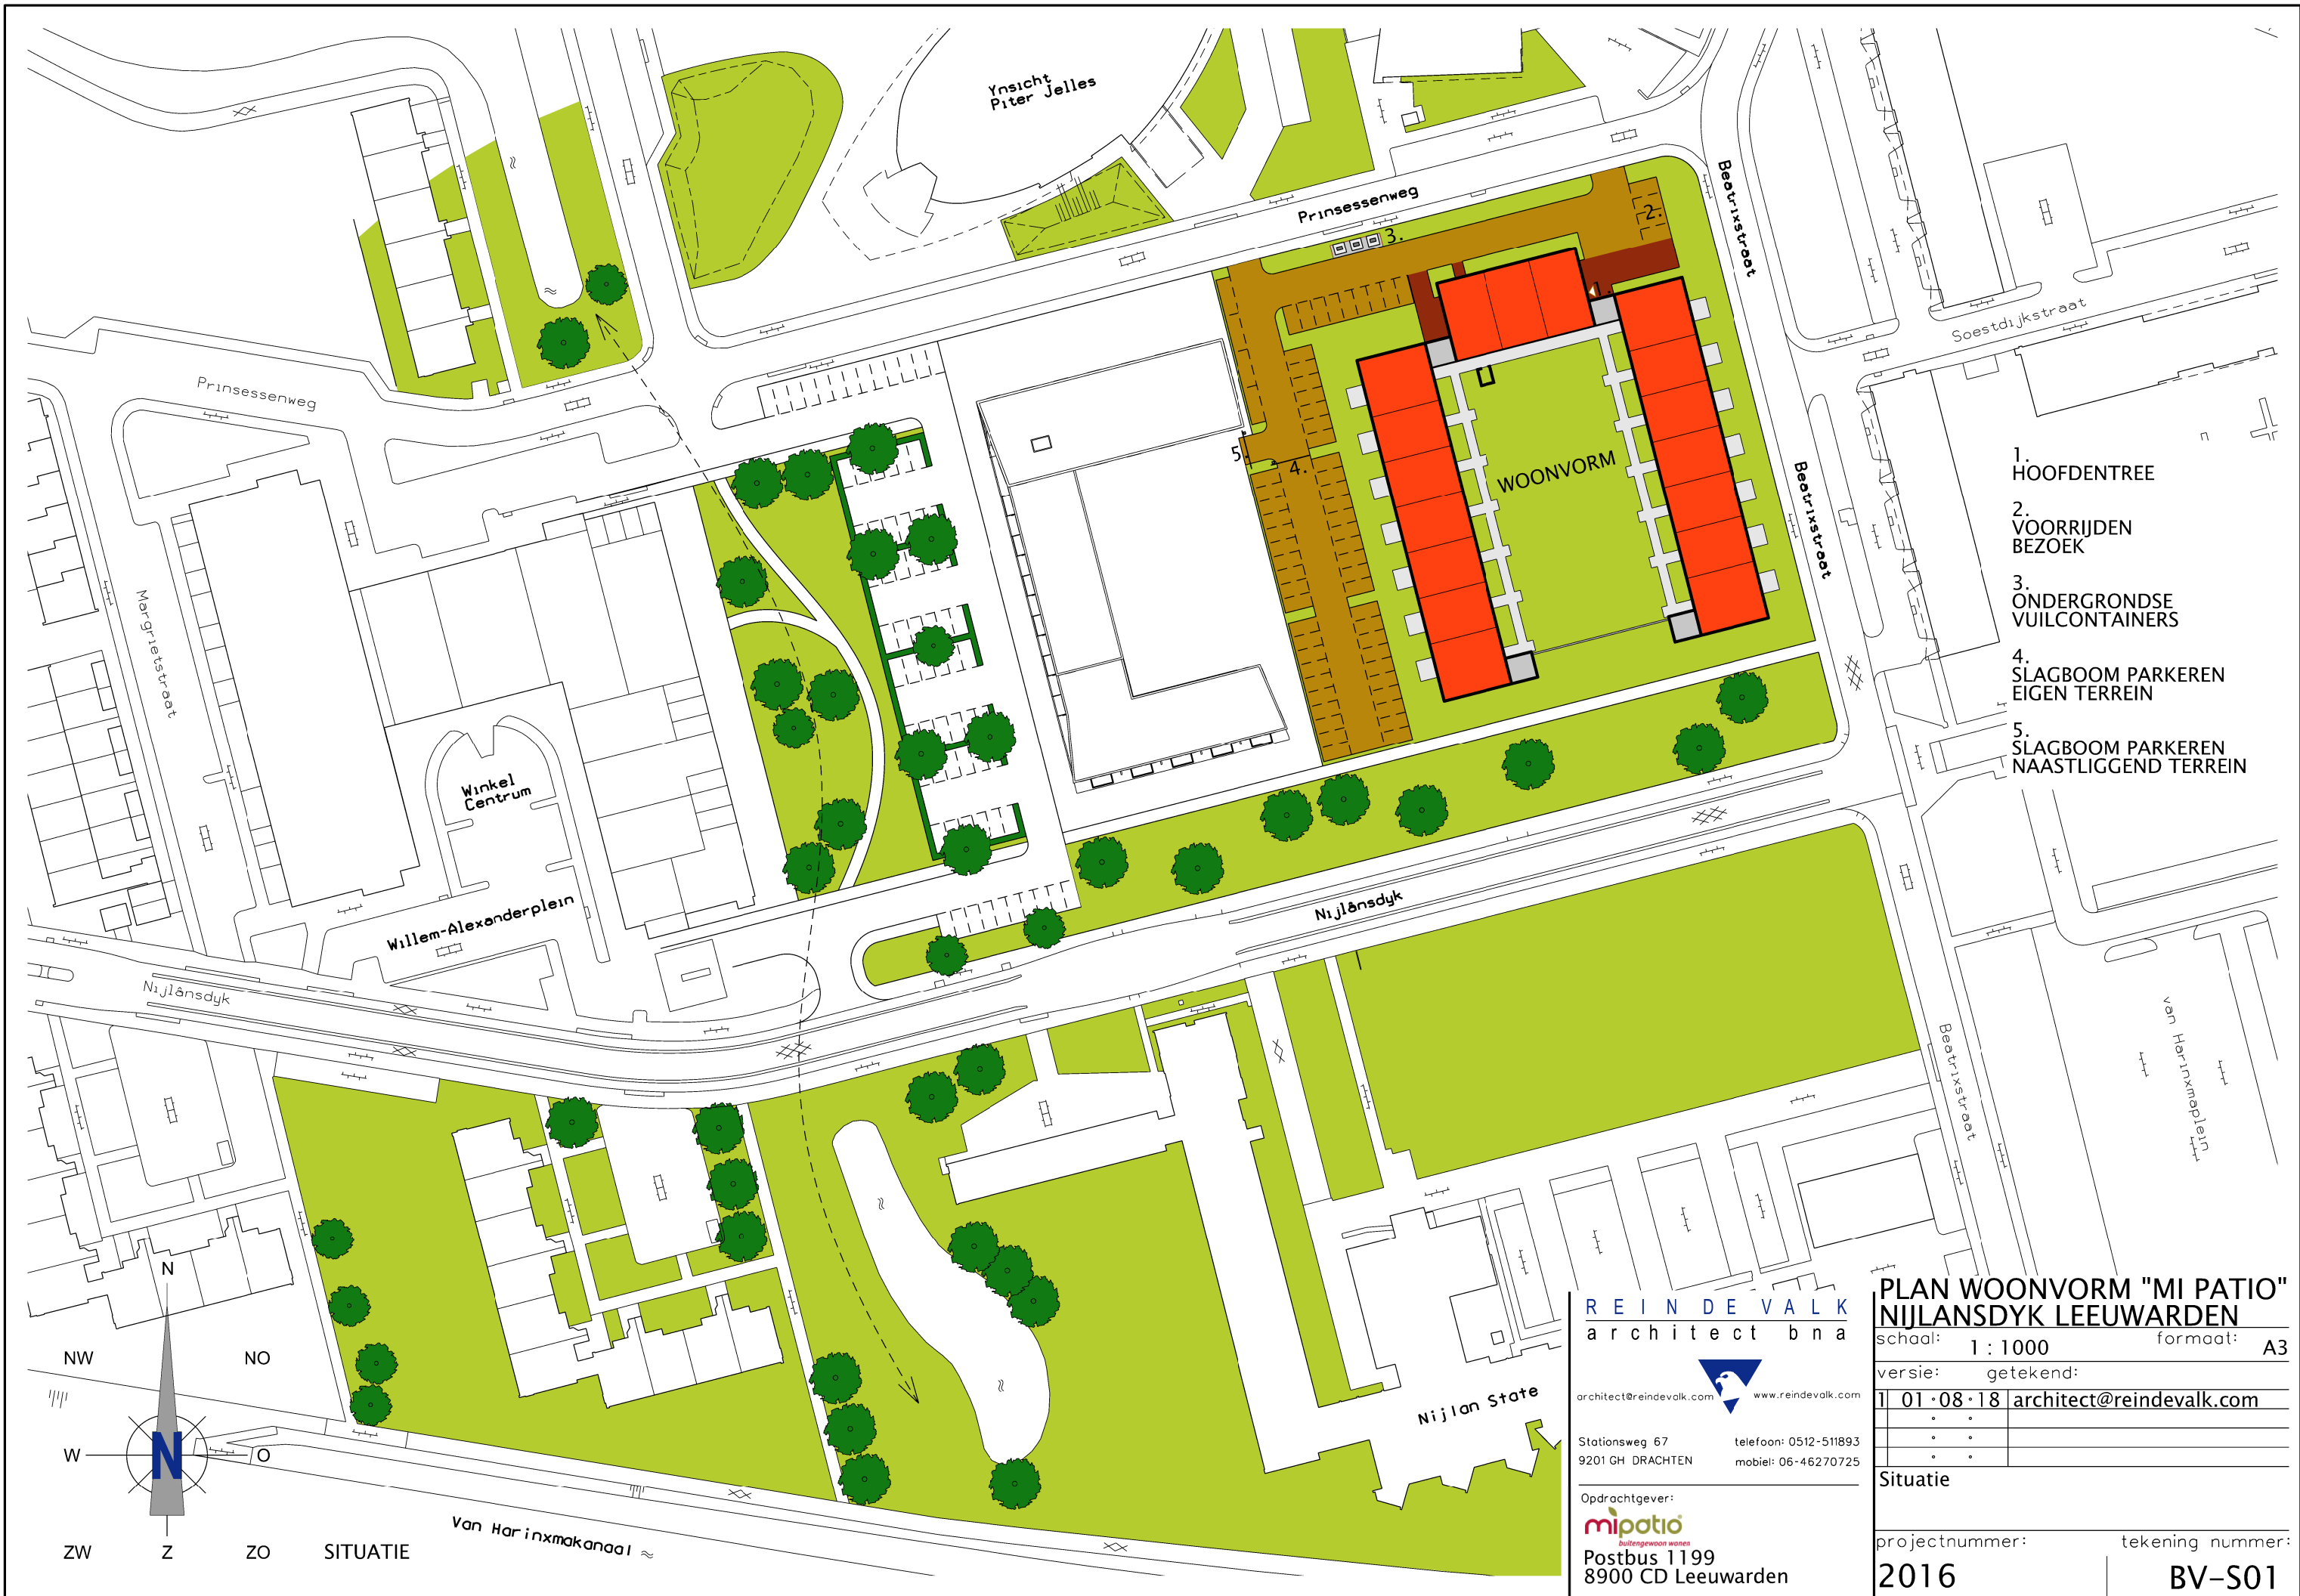 Ynsicht
Piter Jelles
Prinsessenweg
Beatrixstraat
2.
3.
1.
Soestdijkstraat
Prinsessenweg
5.
4.
WOONVORM
Beatrixstraat
Margrietstraat
Winkel
Centrum
Willem-Alexanderplein
Nijlânsdyk
Nijlânsdyk
1.
HOOFDENTREE
2.
VOORRIJDEN
BEZOEK
3.
ONDERGRONDSE
VUILCONTAINERS
4.
SLAGBOOM PARKEREN
EIGEN TERREIN
5.
SLAGBOOM PARKEREN
NAASTLIGGEND TERREIN
Beatrixstraat
van Harinxmaplein
Nijlan State
Van Harinxmakanaal
N
NW
NO
W
N
O
ZW
Z
ZO
SITUATIE
REIN DE VALK
architect bna
architect@reindevalk.com
www.reindevalk.com
Stationsweg 67
telefoon: 0512-511893
9201 GH DRACHTEN
mobiel: 06-46270725
Opdrachtgever:
mipatio
buitengewoon wonen
Postbus 1199
8900 CD Leeuwarden
PLAN WOONVORM "MI PATIO"
NIJLANSDYK LEEUWARDEN
schaal: 1 : 1000 formaat: A3
versie: getekend:
1 01·08·18 architect@reindevalk.com
Situatie
projectnummer: tekening nummer:
2016 BV-S01